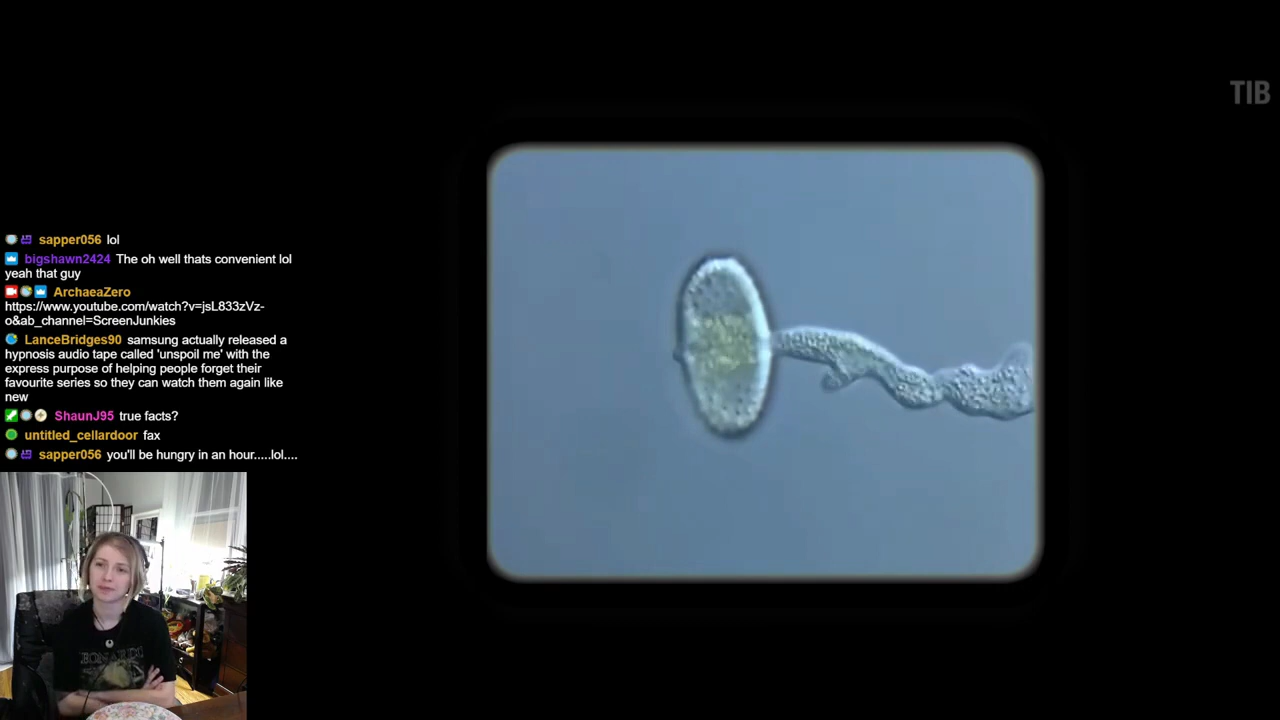 TIB
sapper056 lol
bigshawn2424 The oh well thats convenient lol
yeah that guy
ArchaeaZero
https://www.youtube.com/watch?v=jsL833zVz-
o&ab_channel=ScreenJunkies
LanceBridges90 samsung actually released a
hypnosis audio tape called 'unspoil me' with the
express purpose of helping people forget their
favourite series so they can watch them again like
new
ShaunJ95 true facts?
untitled_cellardoor fax
sapper056 you'll be hungry in an hour.....lol....